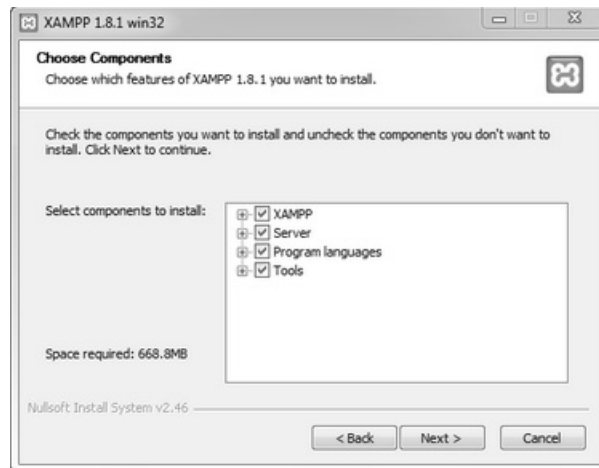 XAMPP 1.8.1 win32
Choose Components
Choose which features of XAMPP 1.8.1 you want to install.
Check the components you want to install and uncheck the components you don't want to
install. Click Next to continue.
Select components to install:
XAMPP
Server
Program languages
Tools
Space required: 668.8MB
Nullsoft Install System v2.46
< Back
Next >
Cancel